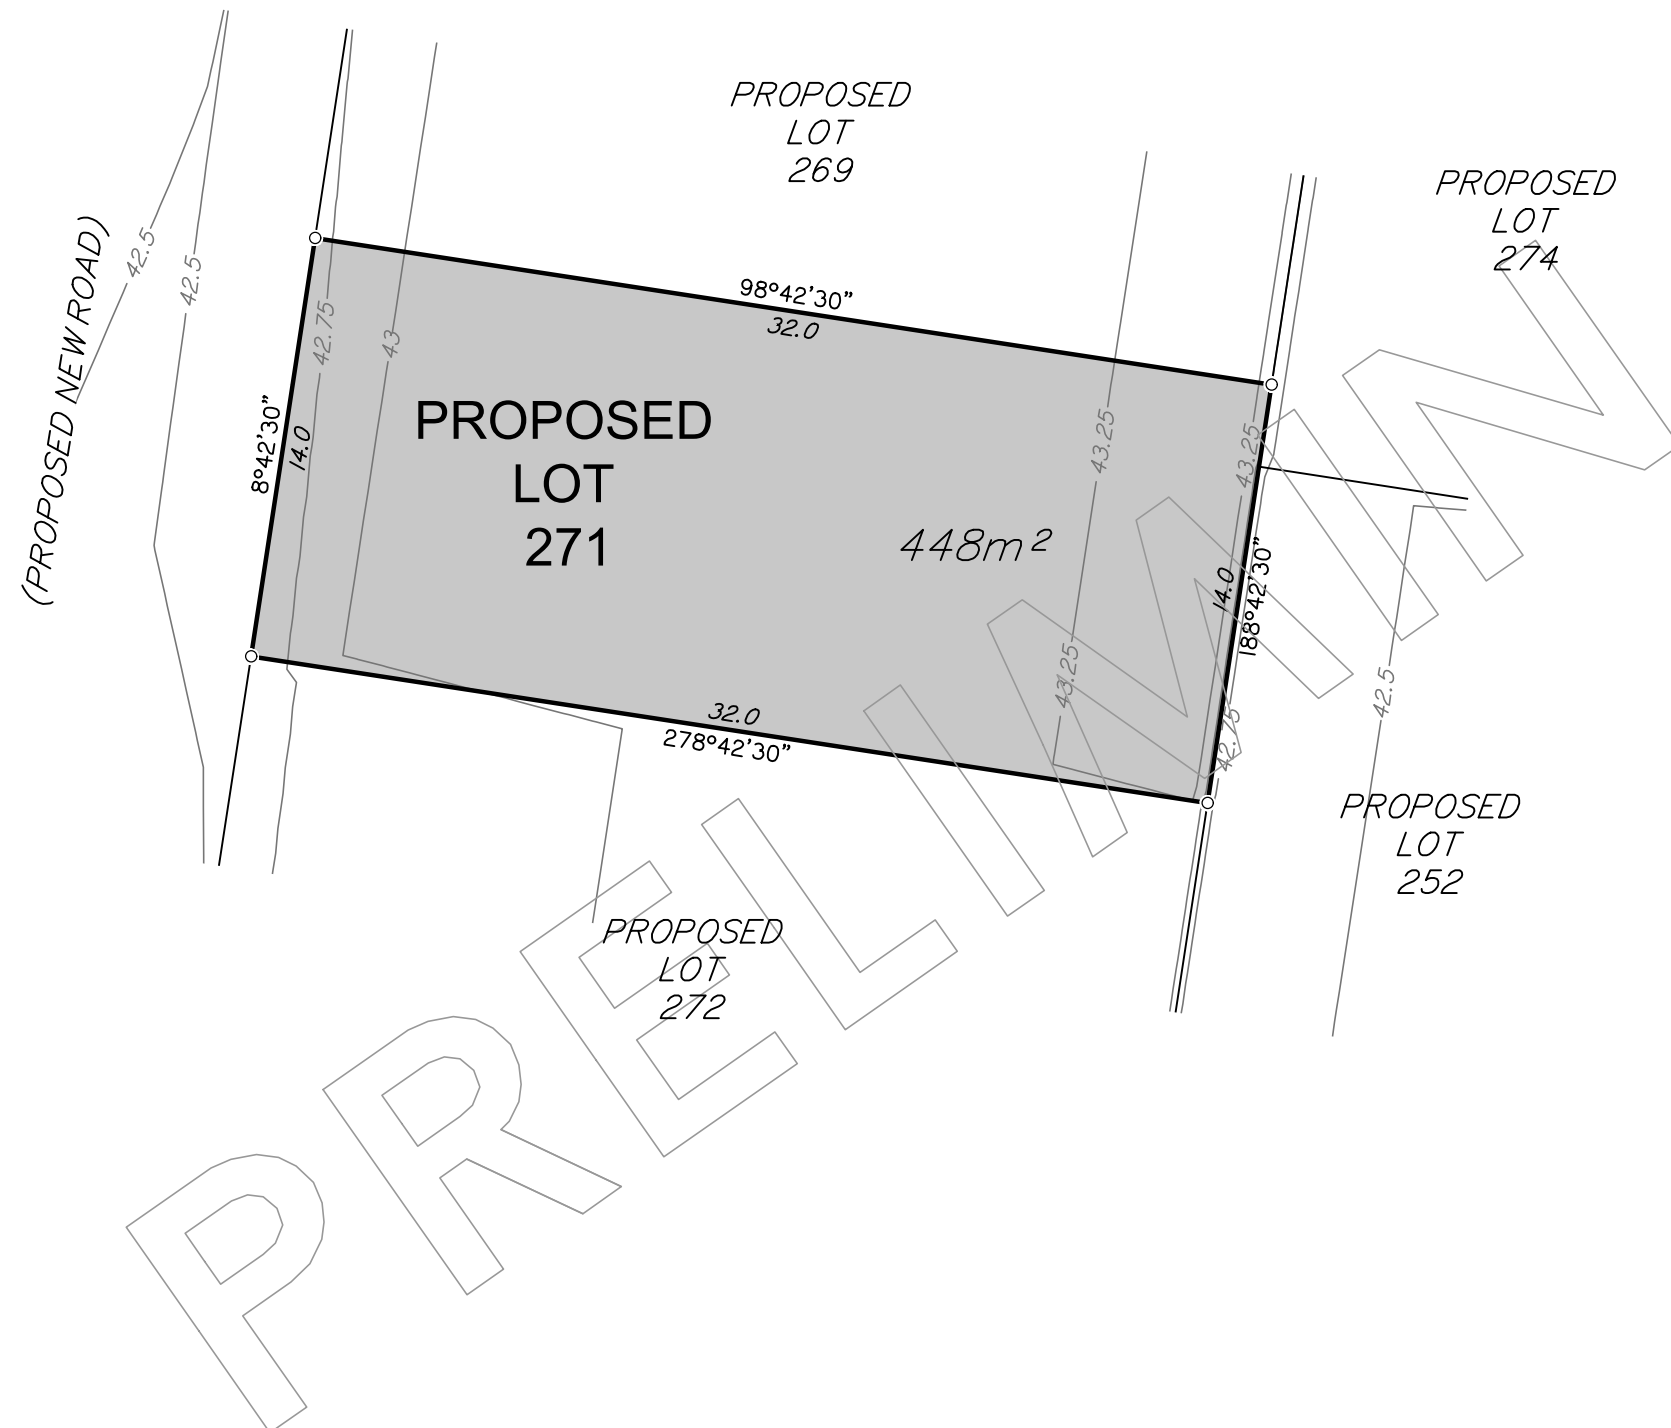 PROPOSED
LOT
269
PROPOSED
LOT
274
(PROPOSED NEW ROAD)
42.5
42.5
42.75
43
98°42'30"
32.0
8°42'30"
14.0
PROPOSED
LOT
271
448m²
43.25
43.25
43.25
14.0
188°42'30"
42.75
42.5
32.0
278°42'30"
PROPOSED
LOT
252
PROPOSED
LOT
272
PRELIMIN